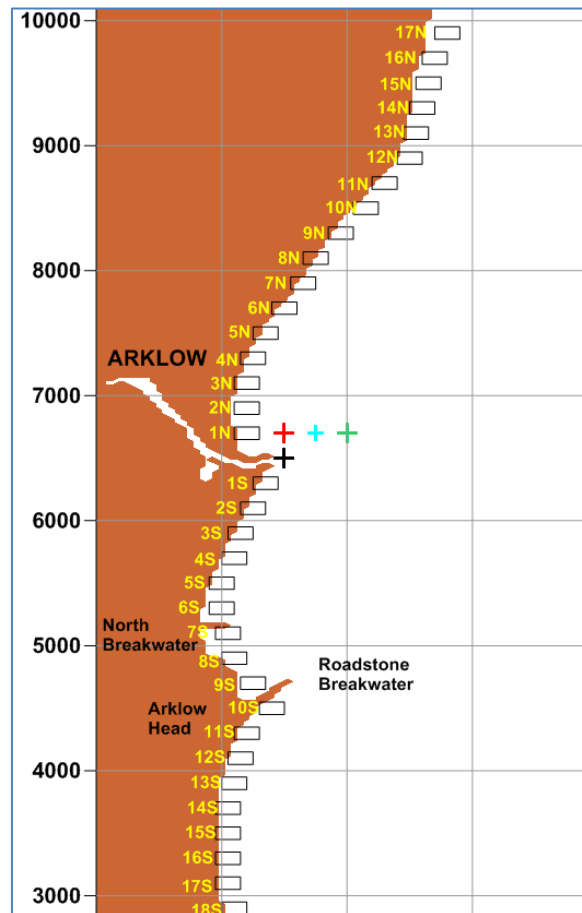 10000
17N
16N
15N
14N
13N
9000
12N
11N
10N
9N
8N
8000
7N
6N
5N
ARKLOW
4N
3N
7000
2N
1N
1S
2S
6000
3S
4S
5S
6S
North
Breakwater
7S
5000
8S
Roadstone
Breakwater
9S
Arklow
Head
10S
11S
12S
4000
13S
14S
15S
16S
17S
3000
18S